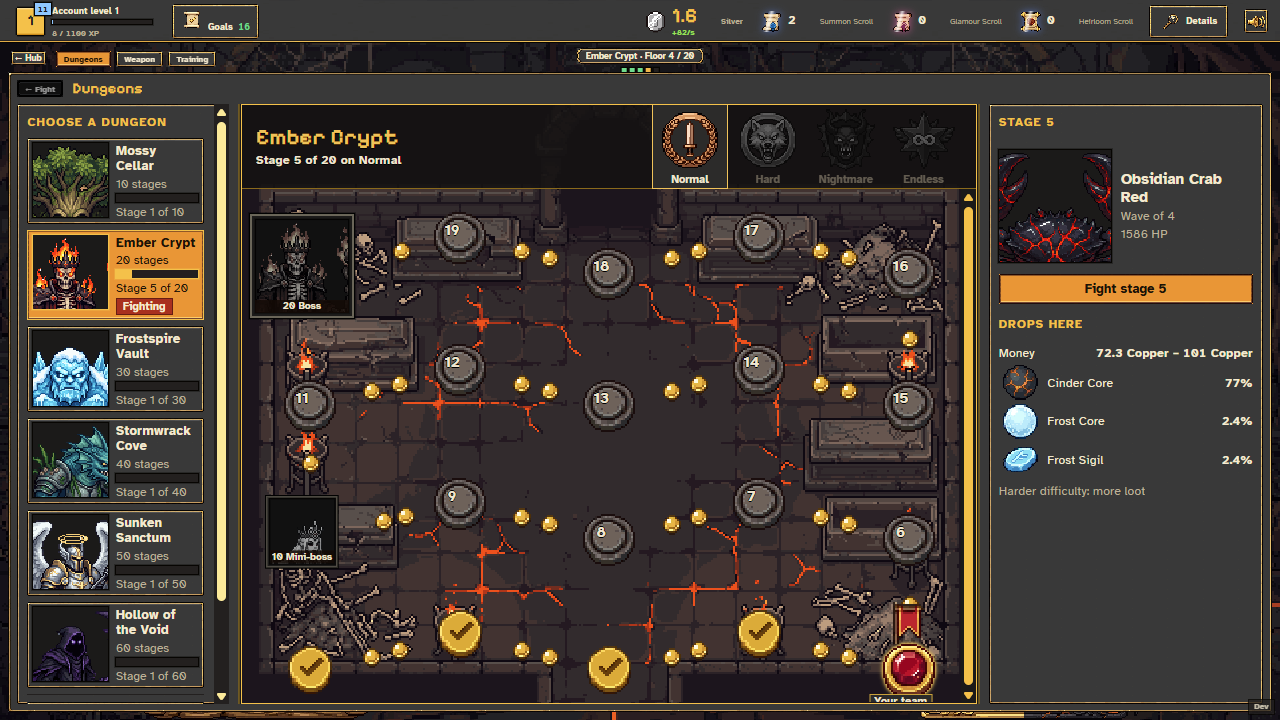 1
11
Account level 1
8 / 1100 XP
Goals 16
1.6
+82/s
Silver
2
Summon Scroll
0
Glamour Scroll
0
Heirloom Scroll
Details
← Hub
Dungeons
Weapon
Training
Ember Crypt · Floor 4 / 20
← Fight
Dungeons
CHOOSE A DUNGEON
Mossy
Cellar
10 stages
Stage 1 of 10
Ember Crypt
20 stages
Stage 5 of 20
Fighting
Frostspire
Vault
30 stages
Stage 1 of 30
Stormwrack
Cove
40 stages
Stage 1 of 40
Sunken
Sanctum
50 stages
Stage 1 of 50
Hollow of
the Void
60 stages
Stage 1 of 60
Ember Crypt
Stage 5 of 20 on Normal
Normal
Hard
Nightmare
Endless
19
17
18
16
20 Boss
12
14
11
13
15
9
7
10 Mini-boss
8
6
Your team
STAGE 5
Obsidian Crab
Red
Wave of 4
1586 HP
Fight stage 5
DROPS HERE
Money 72.3 Copper – 101 Copper
Cinder Core 77%
Frost Core 2.4%
Frost Sigil 2.4%
Harder difficulty: more loot
Dev